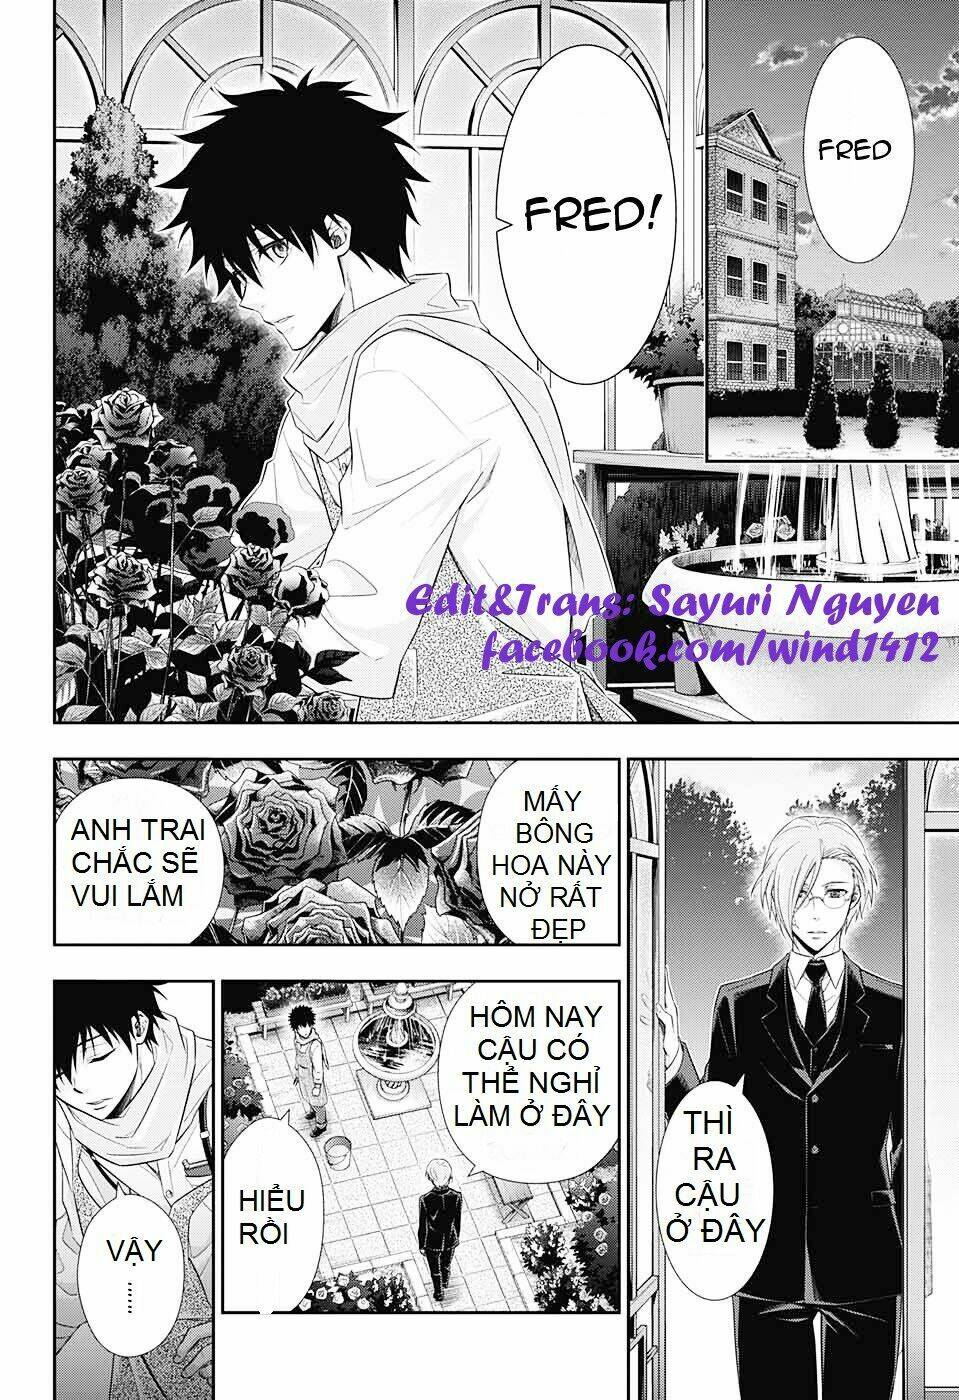 FRED
FRED!
Edit&Trans: Sayuri Nguyen
facebook.com/wind1412
THÌ
RA
CẬU
Ở ĐÂY
MẤY
BÔNG
HOA NÀY
NỞ RẤT
ĐẸP
ANH TRAI
CHẮC SẼ
VUI LẮM
HÔM NAY
CẬU CÓ
THỂ NGHỈ
LÀM Ở ĐÂY
HIỂU
RỒI
VẬY
......